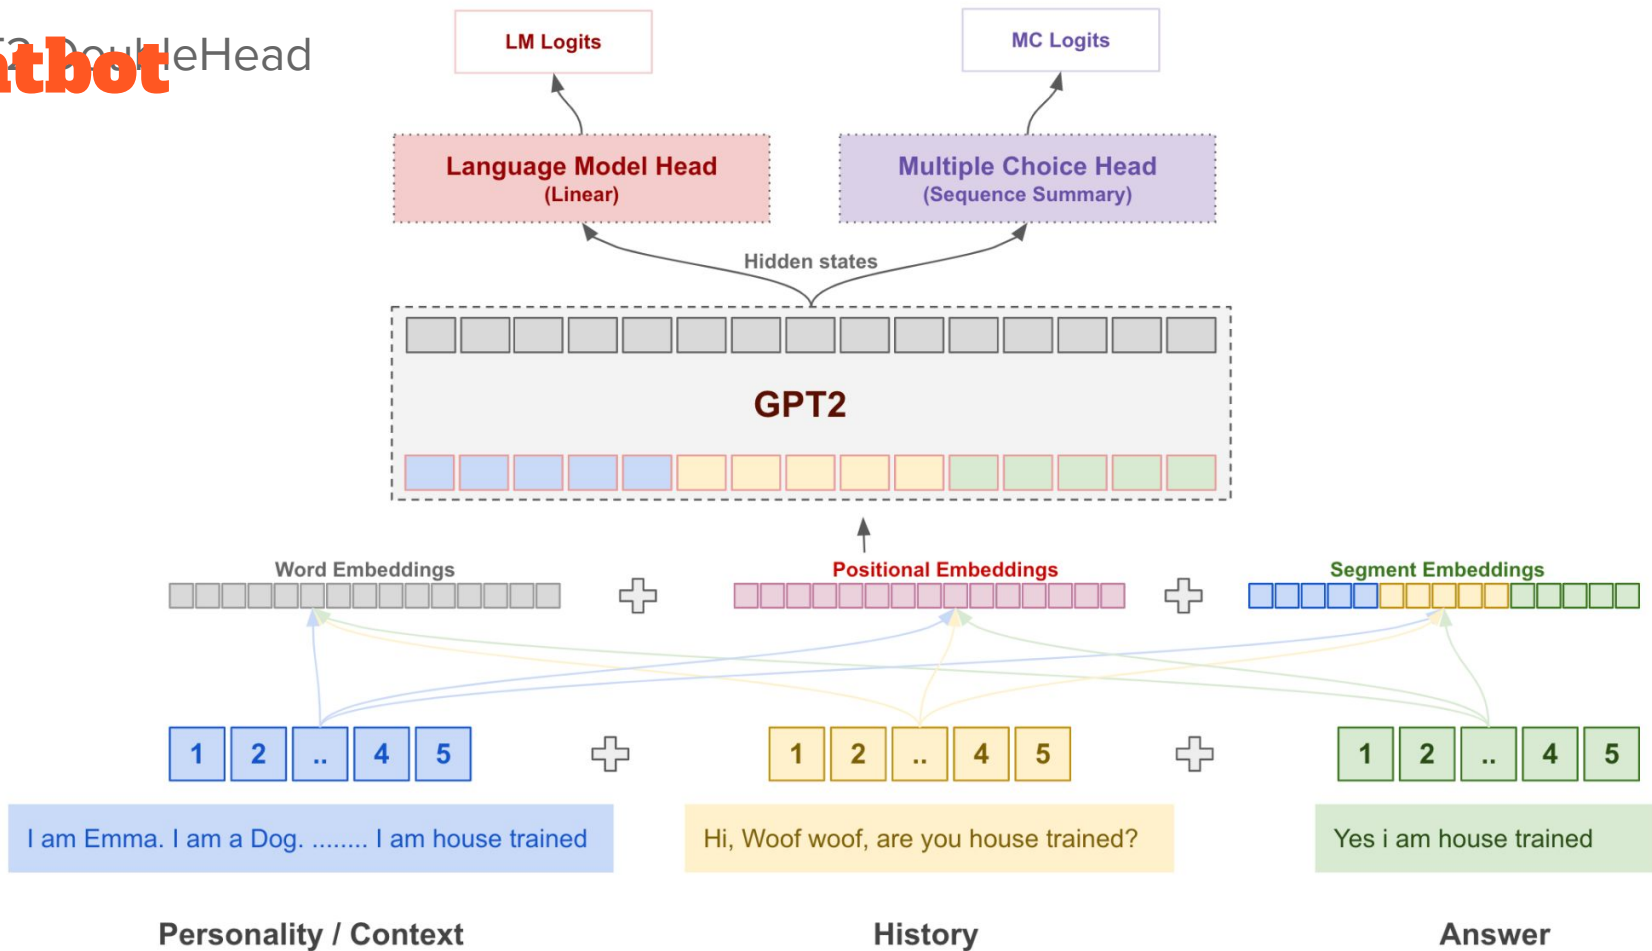 DoubleHead
tbot
LM Logits
MC Logits
Language Model Head
(Linear)
Multiple Choice Head
(Sequence Summary)
Hidden states
GPT2
Word Embeddings
Positional Embeddings
Segment Embeddings
1 2 .. 4 5
1 2 .. 4 5
1 2 .. 4 5
I am Emma. I am a Dog. ........ I am house trained
Hi, Woof woof, are you house trained?
Yes i am house trained
Personality / Context
History
Answer